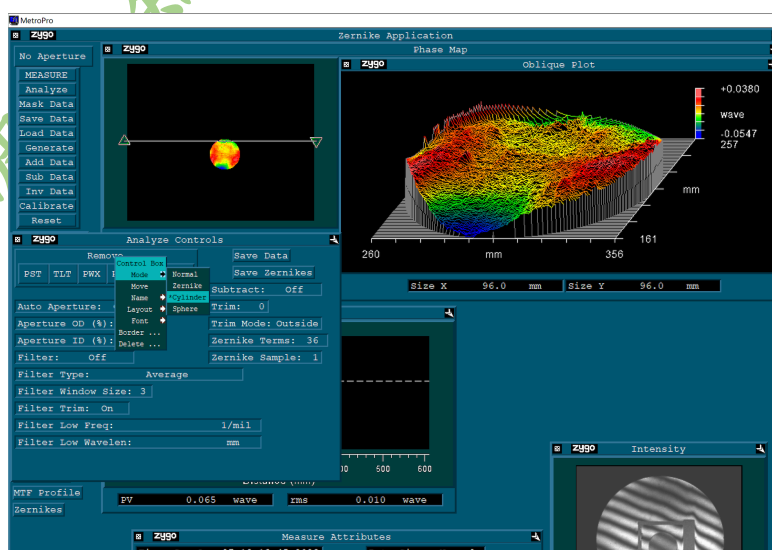 MetroPro
zygo Zernike Application
No Aperture
MEASURE
Analyze
Mask Data
Save Data
Load Data
Generate
Add Data
Sub Data
Inv Data
Calibrate
Reset
zygo Phase Map
zygo Oblique Plot
+0.0380
wave
-0.0547
257
mm
161
260 mm 356
Size X 96.0 mm Size Y 96.0 mm
zygo Analyze Controls
Save Data
PST TLT PWX
Save Zernikes
Control Box
Mode
Move
Name
Layout
Font
Border ...
Delete ...
Normal
Zernike
*Cylinder
Sphere
Subtract: Off
Auto Aperture:
Trim: 0
Aperture OD (%):
Trim Mode: Outside
Aperture ID (%):
Zernike Terms: 36
Filter: Off
Zernike Sample: 1
Filter Type: Average
Filter Window Size: 3
Filter Trim: On
Filter Low Freq: 1/mil
Filter Low Wavelen: mm
500 600
PV 0.065 wave rms 0.010 wave
MTF Profile
Zernikes
zygo Intensity
zygo Measure Attributes